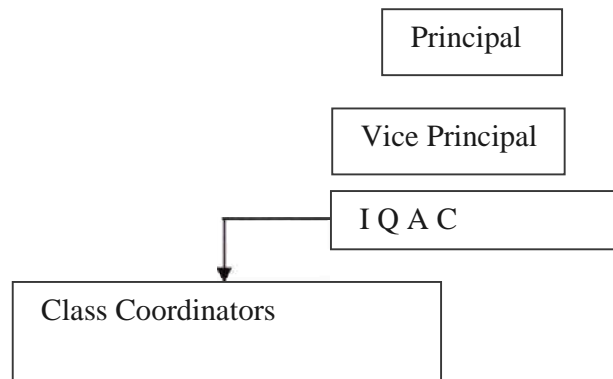 Principal
Vice Principal
I Q A C
Class Coordinators